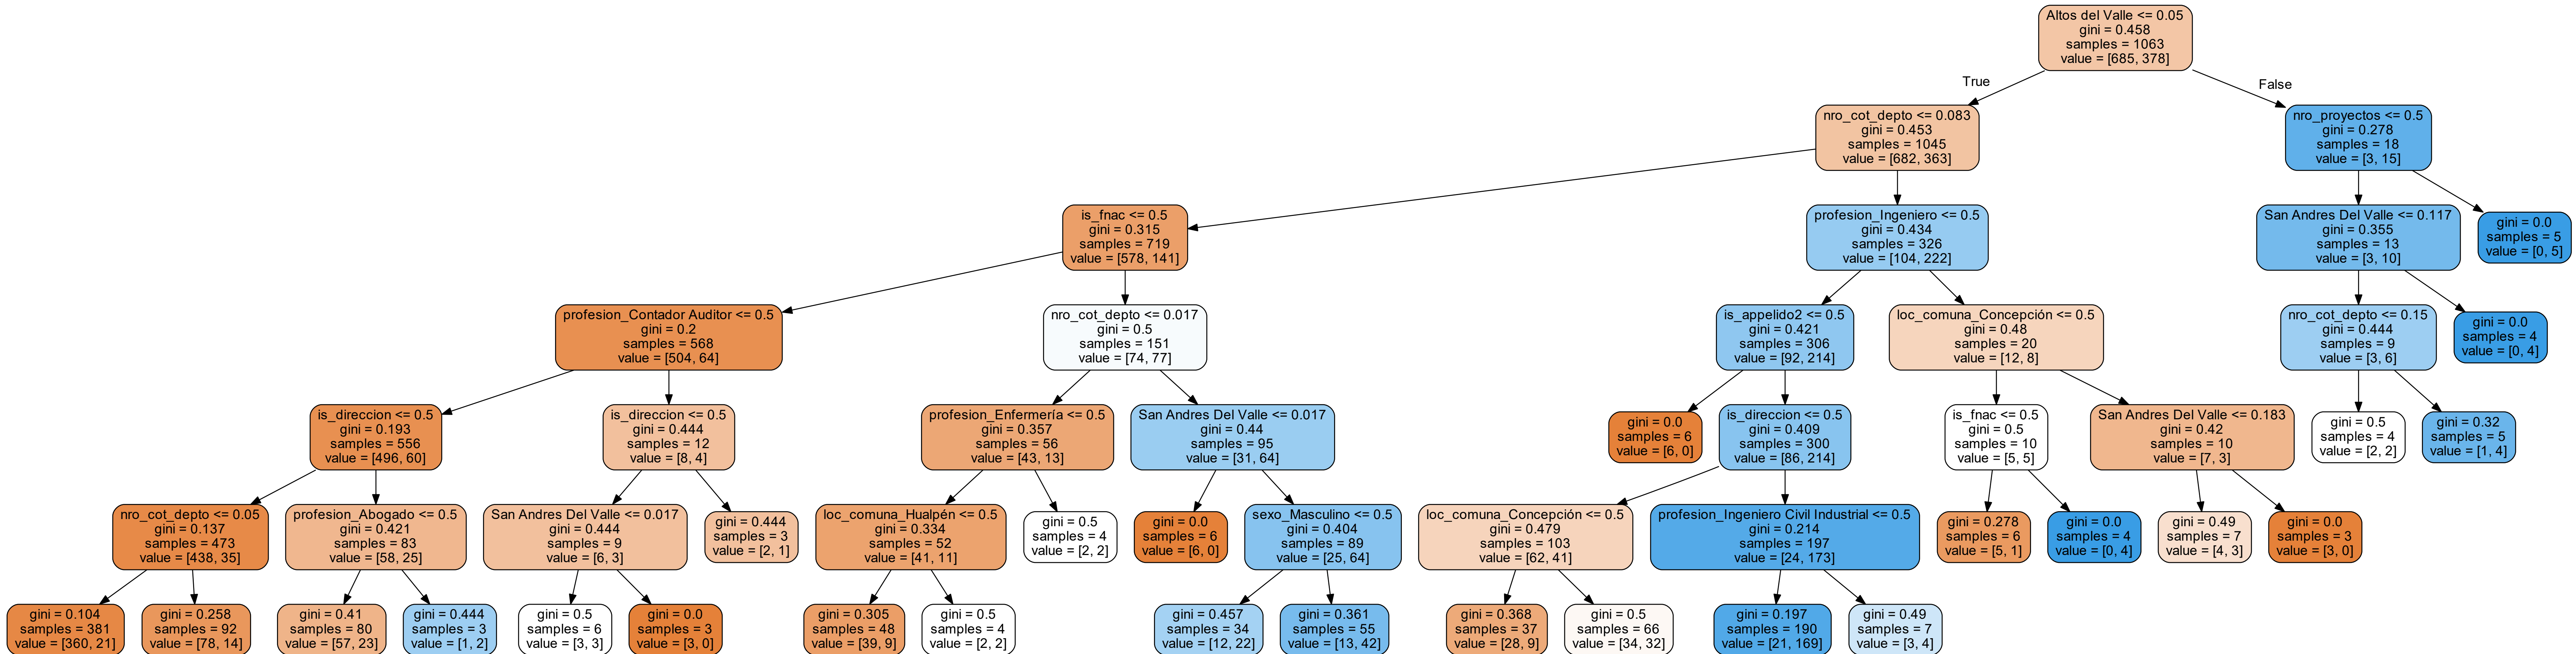 Altos del Valle <= 0.05
gini = 0.458
samples = 1063
value = [685, 378]
True
False
nro_cot_depto <= 0.083
gini = 0.453
samples = 1045
value = [682, 363]
nro_proyectos <= 0.5
gini = 0.278
samples = 18
value = [3, 15]
is_fnac <= 0.5
gini = 0.315
samples = 719
value = [578, 141]
profesion_Ingeniero <= 0.5
gini = 0.434
samples = 326
value = [104, 222]
San Andres Del Valle <= 0.117
gini = 0.355
samples = 13
value = [3, 10]
gini = 0.0
samples = 5
value = [0, 5]
profesion_Contador Auditor <= 0.5
gini = 0.2
samples = 568
value = [504, 64]
nro_cot_depto <= 0.017
gini = 0.5
samples = 151
value = [74, 77]
is_appelido2 <= 0.5
gini = 0.421
samples = 306
value = [92, 214]
loc_comuna_Concepción <= 0.5
gini = 0.48
samples = 20
value = [12, 8]
nro_cot_depto <= 0.15
gini = 0.444
samples = 9
value = [3, 6]
gini = 0.0
samples = 4
value = [0, 4]
is_direccion <= 0.5
gini = 0.193
samples = 556
value = [496, 60]
is_direccion <= 0.5
gini = 0.444
samples = 12
value = [8, 4]
profesion_Enfermería <= 0.5
gini = 0.357
samples = 56
value = [43, 13]
San Andres Del Valle <= 0.017
gini = 0.44
samples = 95
value = [31, 64]
gini = 0.0
samples = 6
value = [6, 0]
is_direccion <= 0.5
gini = 0.409
samples = 300
value = [86, 214]
is_fnac <= 0.5
gini = 0.5
samples = 10
value = [5, 5]
San Andres Del Valle <= 0.183
gini = 0.42
samples = 10
value = [7, 3]
gini = 0.5
samples = 4
value = [2, 2]
gini = 0.32
samples = 5
value = [1, 4]
nro_cot_depto <= 0.05
gini = 0.137
samples = 473
value = [438, 35]
profesion_Abogado <= 0.5
gini = 0.421
samples = 83
value = [58, 25]
San Andres Del Valle <= 0.017
gini = 0.444
samples = 9
value = [6, 3]
gini = 0.444
samples = 3
value = [2, 1]
loc_comuna_Hualpén <= 0.5
gini = 0.334
samples = 52
value = [41, 11]
gini = 0.5
samples = 4
value = [2, 2]
gini = 0.0
samples = 6
value = [6, 0]
sexo_Masculino <= 0.5
gini = 0.404
samples = 89
value = [25, 64]
loc_comuna_Concepción <= 0.5
gini = 0.479
samples = 103
value = [62, 41]
profesion_Ingeniero Civil Industrial <= 0.5
gini = 0.214
samples = 197
value = [24, 173]
gini = 0.278
samples = 6
value = [5, 1]
gini = 0.0
samples = 4
value = [0, 4]
gini = 0.49
samples = 7
value = [4, 3]
gini = 0.0
samples = 3
value = [3, 0]
gini = 0.104
samples = 381
value = [360, 21]
gini = 0.258
samples = 92
value = [78, 14]
gini = 0.41
samples = 80
value = [57, 23]
gini = 0.444
samples = 3
value = [1, 2]
gini = 0.5
samples = 6
value = [3, 3]
gini = 0.0
samples = 3
value = [3, 0]
gini = 0.305
samples = 48
value = [39, 9]
gini = 0.5
samples = 4
value = [2, 2]
gini = 0.457
samples = 34
value = [12, 22]
gini = 0.361
samples = 55
value = [13, 42]
gini = 0.368
samples = 37
value = [28, 9]
gini = 0.5
samples = 66
value = [34, 32]
gini = 0.197
samples = 190
value = [21, 169]
gini = 0.49
samples = 7
value = [3, 4]